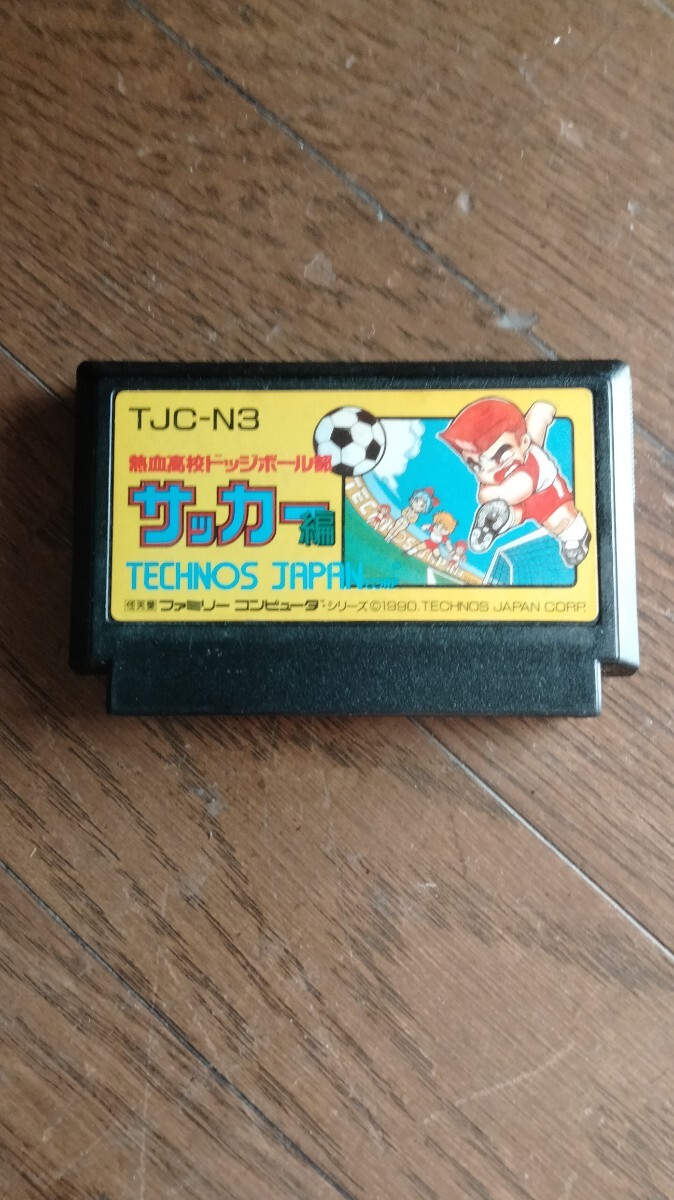 TJC-N3
熱血高校ドッジボール部
サッカー編
TECHNOS JAPAN
任天堂 ファミリー コンピュータ™シリーズ©1990. TECHNOS JAPAN CORP.